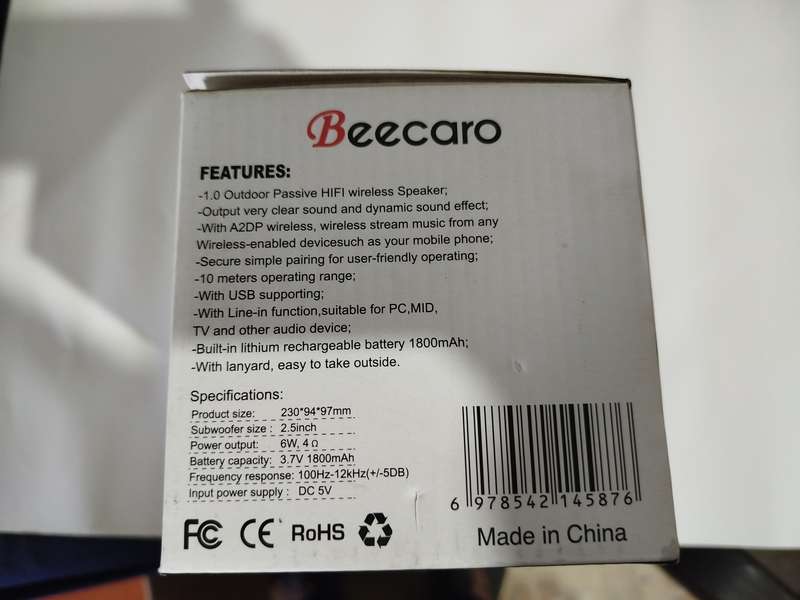 Beecaro
FEATURES:
-1.0 Outdoor Passive HIFI wireless Speaker;
-Output very clear sound and dynamic sound effect;
-With A2DP wireless, wireless stream music from any
Wireless-enabled devicesuch as your mobile phone;
-Secure simple pairing for user-friendly operating;
-10 meters operating range;
-With USB supporting;
-With Line-in function,suitable for PC,MID,
TV and other audio device;
-Built-in lithium rechargeable battery 1800mAh;
-With lanyard, easy to take outside.
Specifications:
Product size: 230*94*97mm
Subwoofer size : 2.5inch
Power output: 6W, 4 Ω
Battery capacity: 3.7V 1800mAh
Frequency response: 100Hz-12kHz(+/-5DB)
Input power supply : DC 5V
6 978542 145876
FC CE RoHS
Made in China